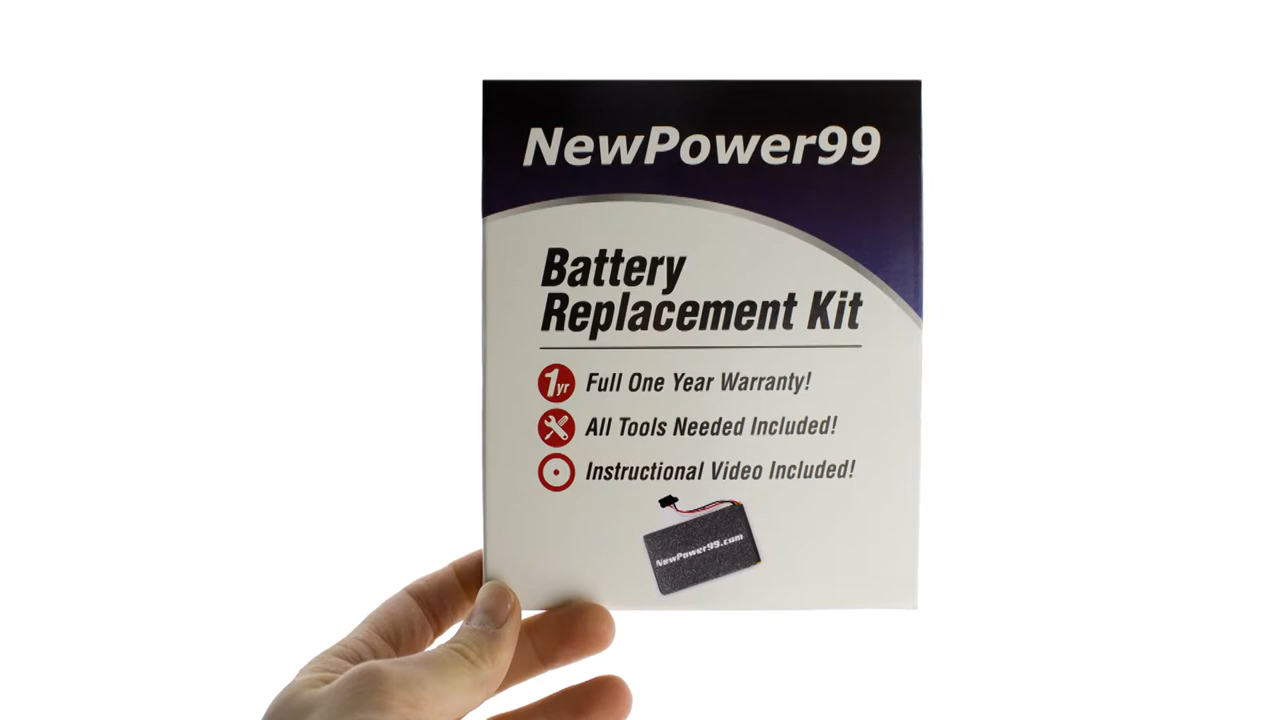 NewPower99
Battery
Replacement Kit
1yr Full One Year Warranty!
All Tools Needed Included!
Instructional Video Included!
NewPower99.com